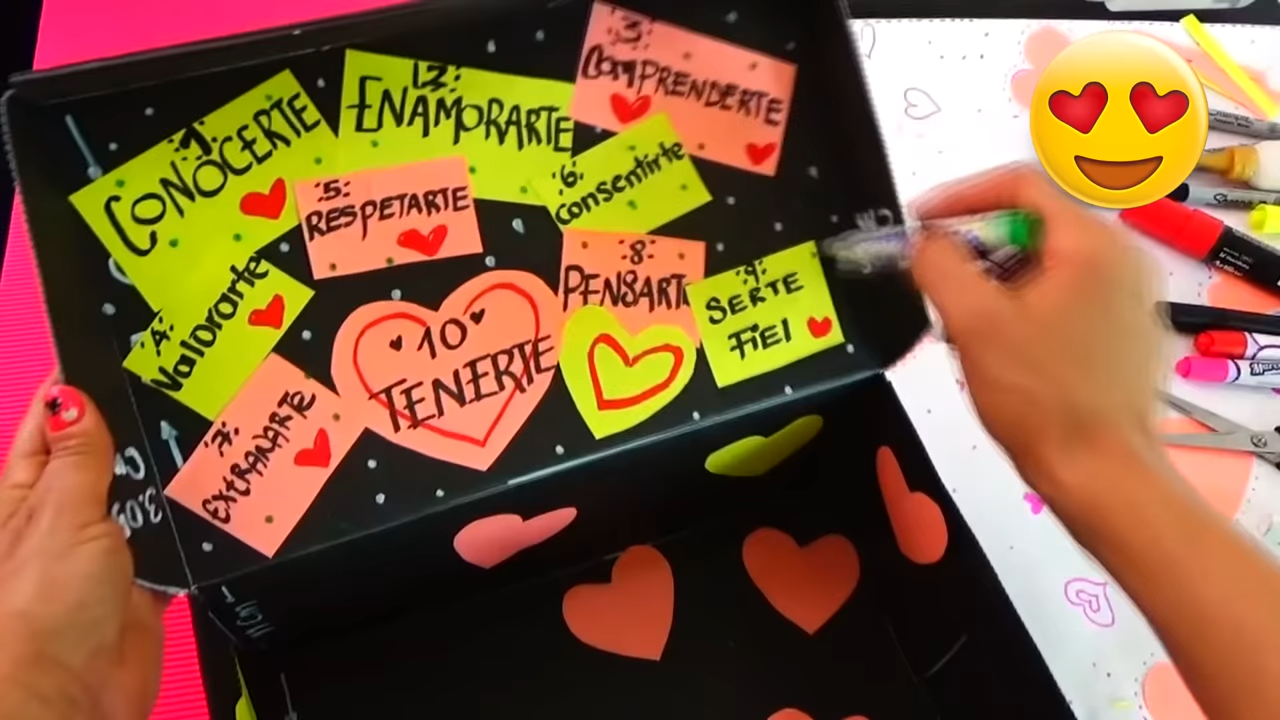 1:
CONOCERTE
2:
ENAMORARTE
3:
COMPRENDERTE
4:
Valorarte
5:
RESPETARTE
6:
consentirte
7:
EXTRAÑARTE
8:
PENSARTE
9:
SERTE
FIEl
10
TENERTE